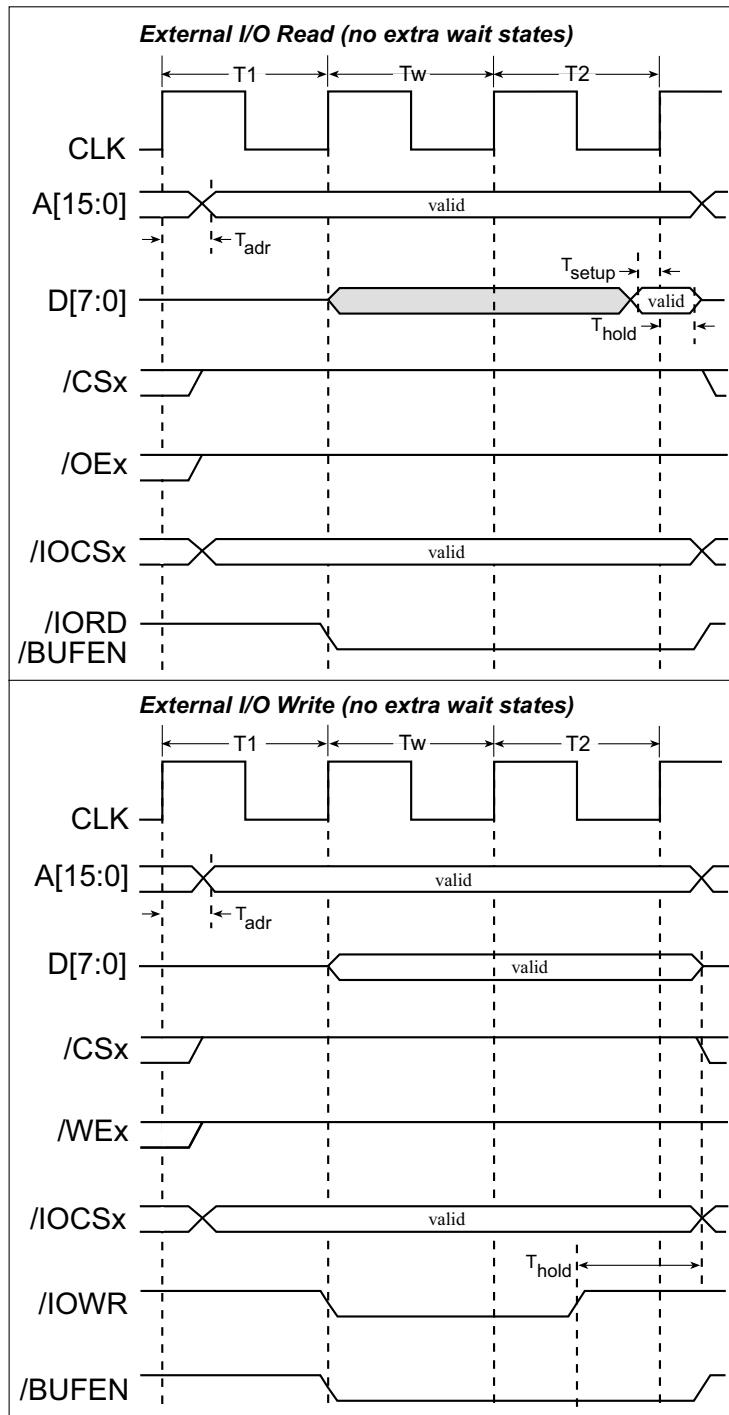 External I/O Read (no extra wait states)
T1 Tw T2
CLK
A[15:0] valid
Tadr
Tsetup
D[7:0] valid
Thold
/CSx
/OEx
/IOCSx valid
/IORD
/BUFEN
External I/O Write (no extra wait states)
T1 Tw T2
CLK
A[15:0] valid
Tadr
D[7:0] valid
/CSx
/WEx
/IOCSx valid
Thold
/IOWR
/BUFEN